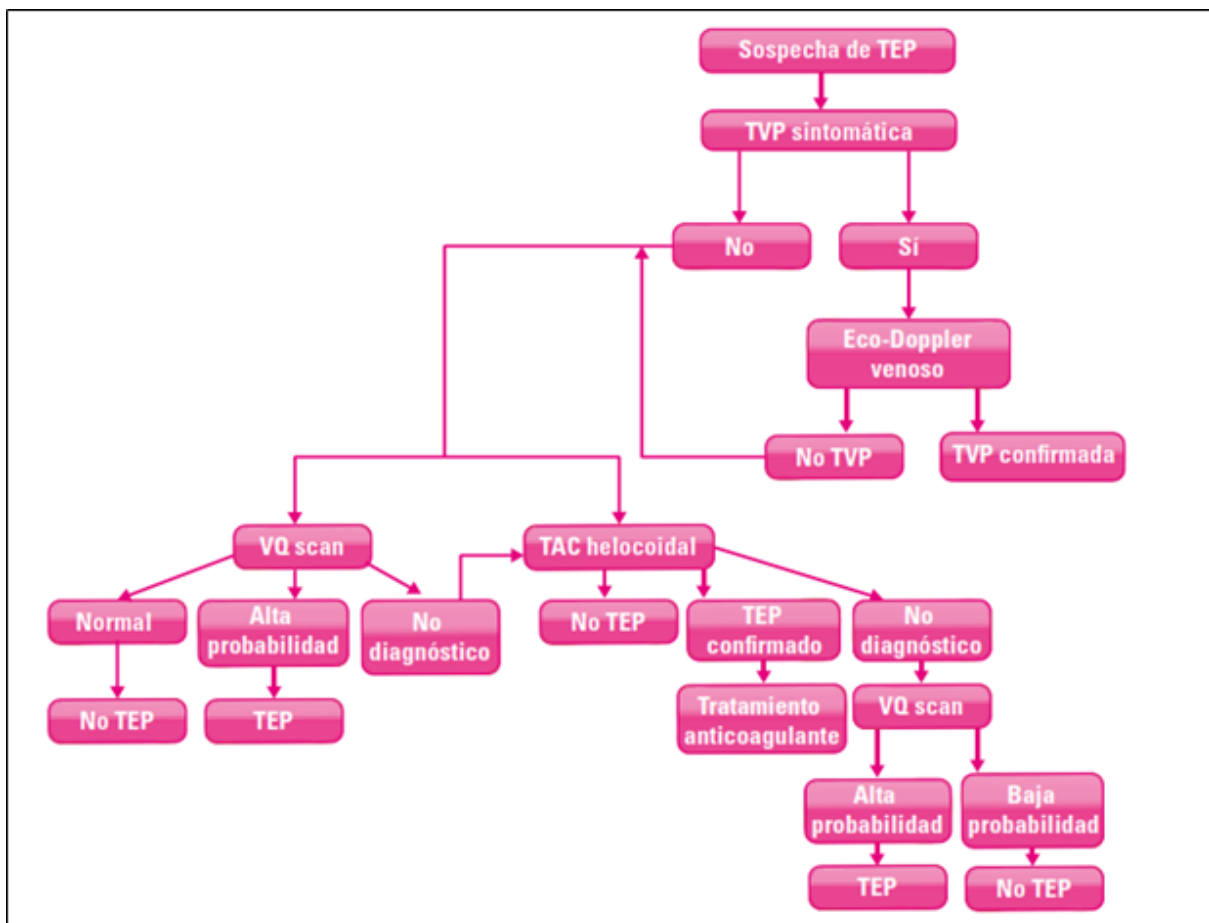 Sospecha de TEP
TVP sintomática
No
Sí
Eco-Doppler
venoso
No TVP
TVP confirmada
VQ scan
TAC helocoidal
Normal
Alta
probabilidad
No
diagnóstico
No TEP
TEP
confirmado
No
diagnóstico
No TEP
TEP
Tratamiento
anticoagulante
VQ scan
Alta
probabilidad
Baja
probabilidad
TEP
No TEP